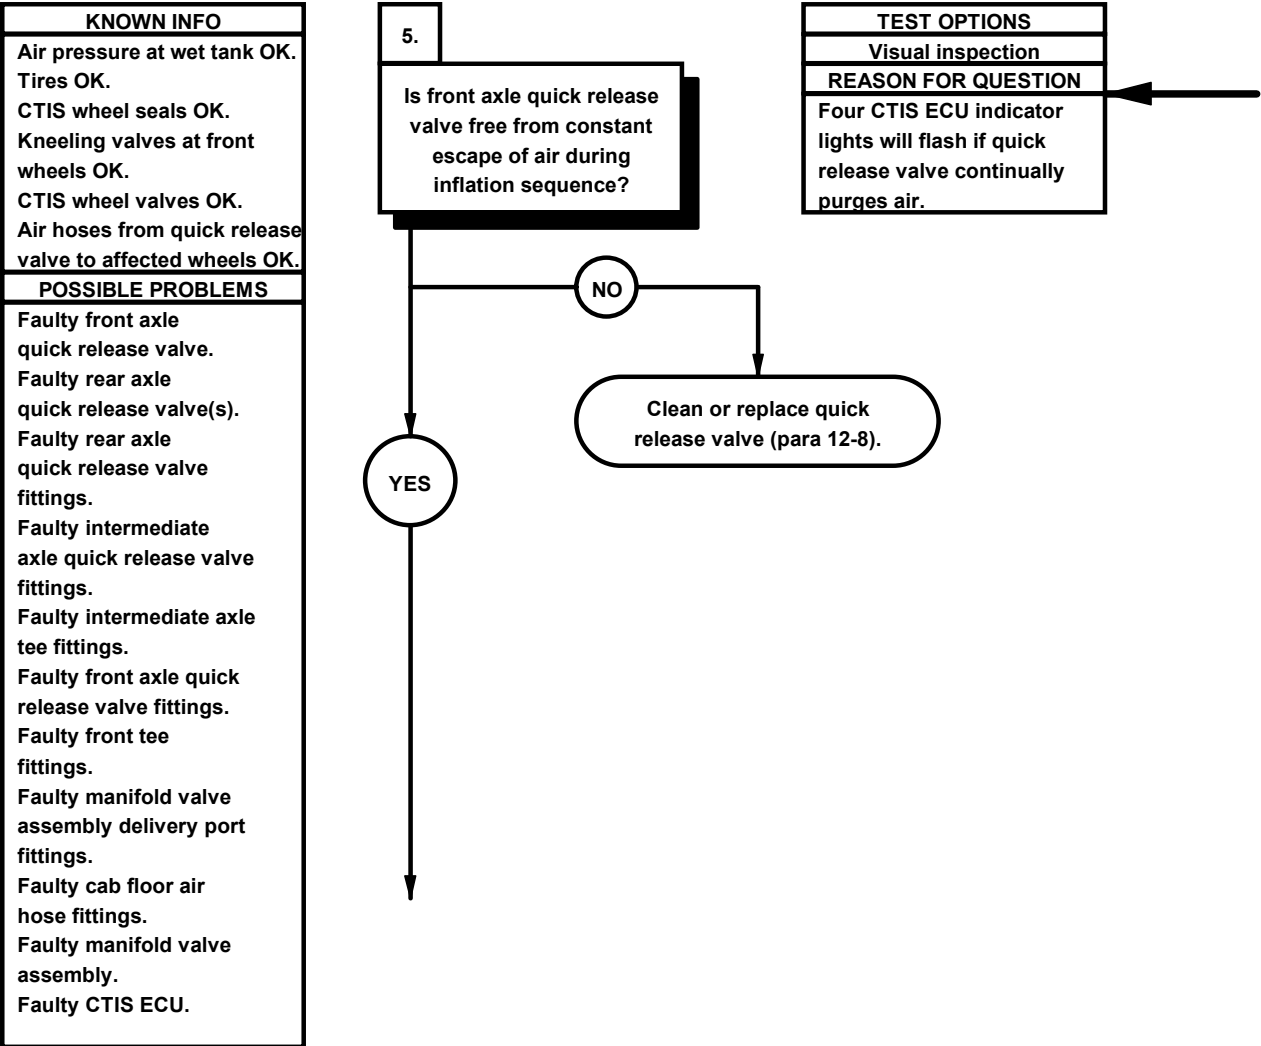 KNOWN INFO
Air pressure at wet tank OK.
Tires OK.
CTIS wheel seals OK.
Kneeling valves at front
wheels OK.
CTIS wheel valves OK.
Air hoses from quick release
valve to affected wheels OK.
POSSIBLE PROBLEMS
Faulty front axle
quick release valve.
Faulty rear axle
quick release valve(s).
Faulty rear axle
quick release valve
fittings.
Faulty intermediate
axle quick release valve
fittings.
Faulty intermediate axle
tee fittings.
Faulty front axle quick
release valve fittings.
Faulty front tee
fittings.
Faulty manifold valve
assembly delivery port
fittings.
Faulty cab floor air
hose fittings.
Faulty manifold valve
assembly.
Faulty CTIS ECU.
5.
Is front axle quick release
valve free from constant
escape of air during
inflation sequence?
NO
Clean or replace quick
release valve (para 12-8).
YES
TEST OPTIONS
Visual inspection
REASON FOR QUESTION
Four CTIS ECU indicator
lights will flash if quick
release valve continually
purges air.